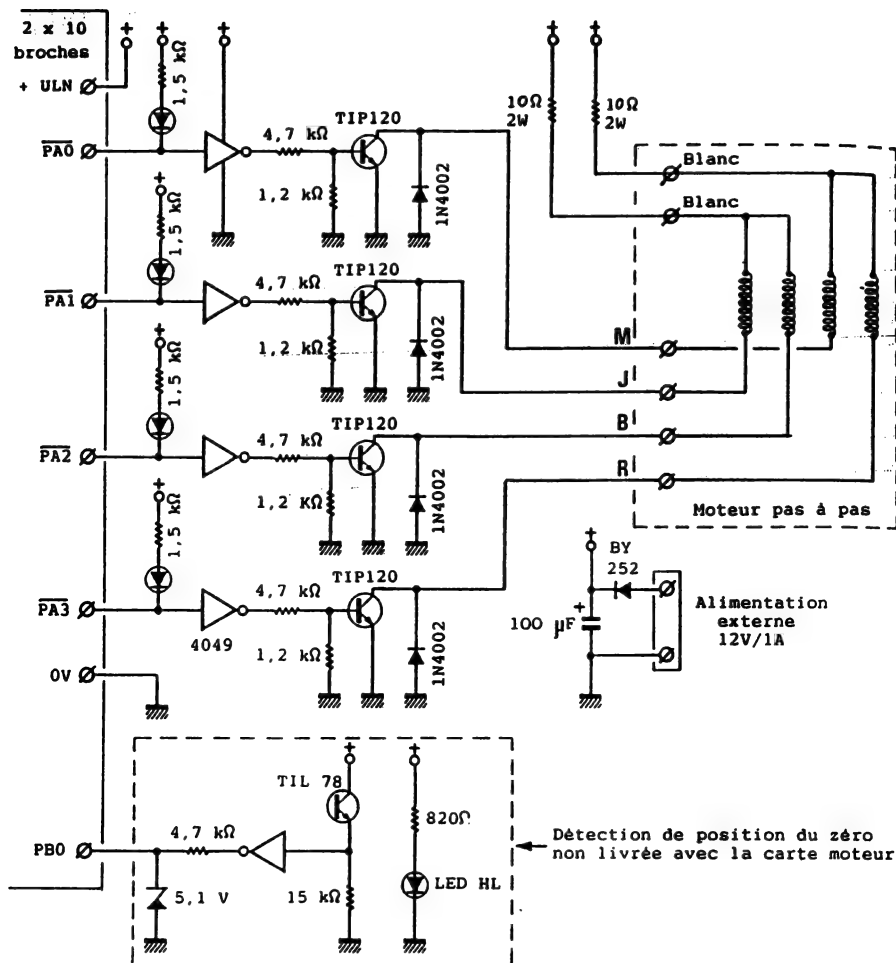 2 x 10
broches
+ ULN
1,5 kΩ
PA0
4,7 kΩ
TIP120
1,2 kΩ
1N4002
10Ω
2W
10Ω
2W
Blanc
Blanc
1,5 kΩ
PA1
4,7 kΩ
TIP120
1,2 kΩ
1N4002
M
J
B
R
Moteur pas à pas
1,5 kΩ
PA2
4,7 kΩ
TIP120
1,2 KΩ
1N4002
1,5 kΩ
PA3
4049
4,7 kΩ
TIP120
1,2 kΩ
1N4002
BY
252
100 µF
Alimentation
externe
12V/1A
0V
TIL 78
4,7 kΩ
820Ω
PB0
5,1 V
15 kΩ
LED HL
Détection de position du zéro
non livrée avec la carte moteur